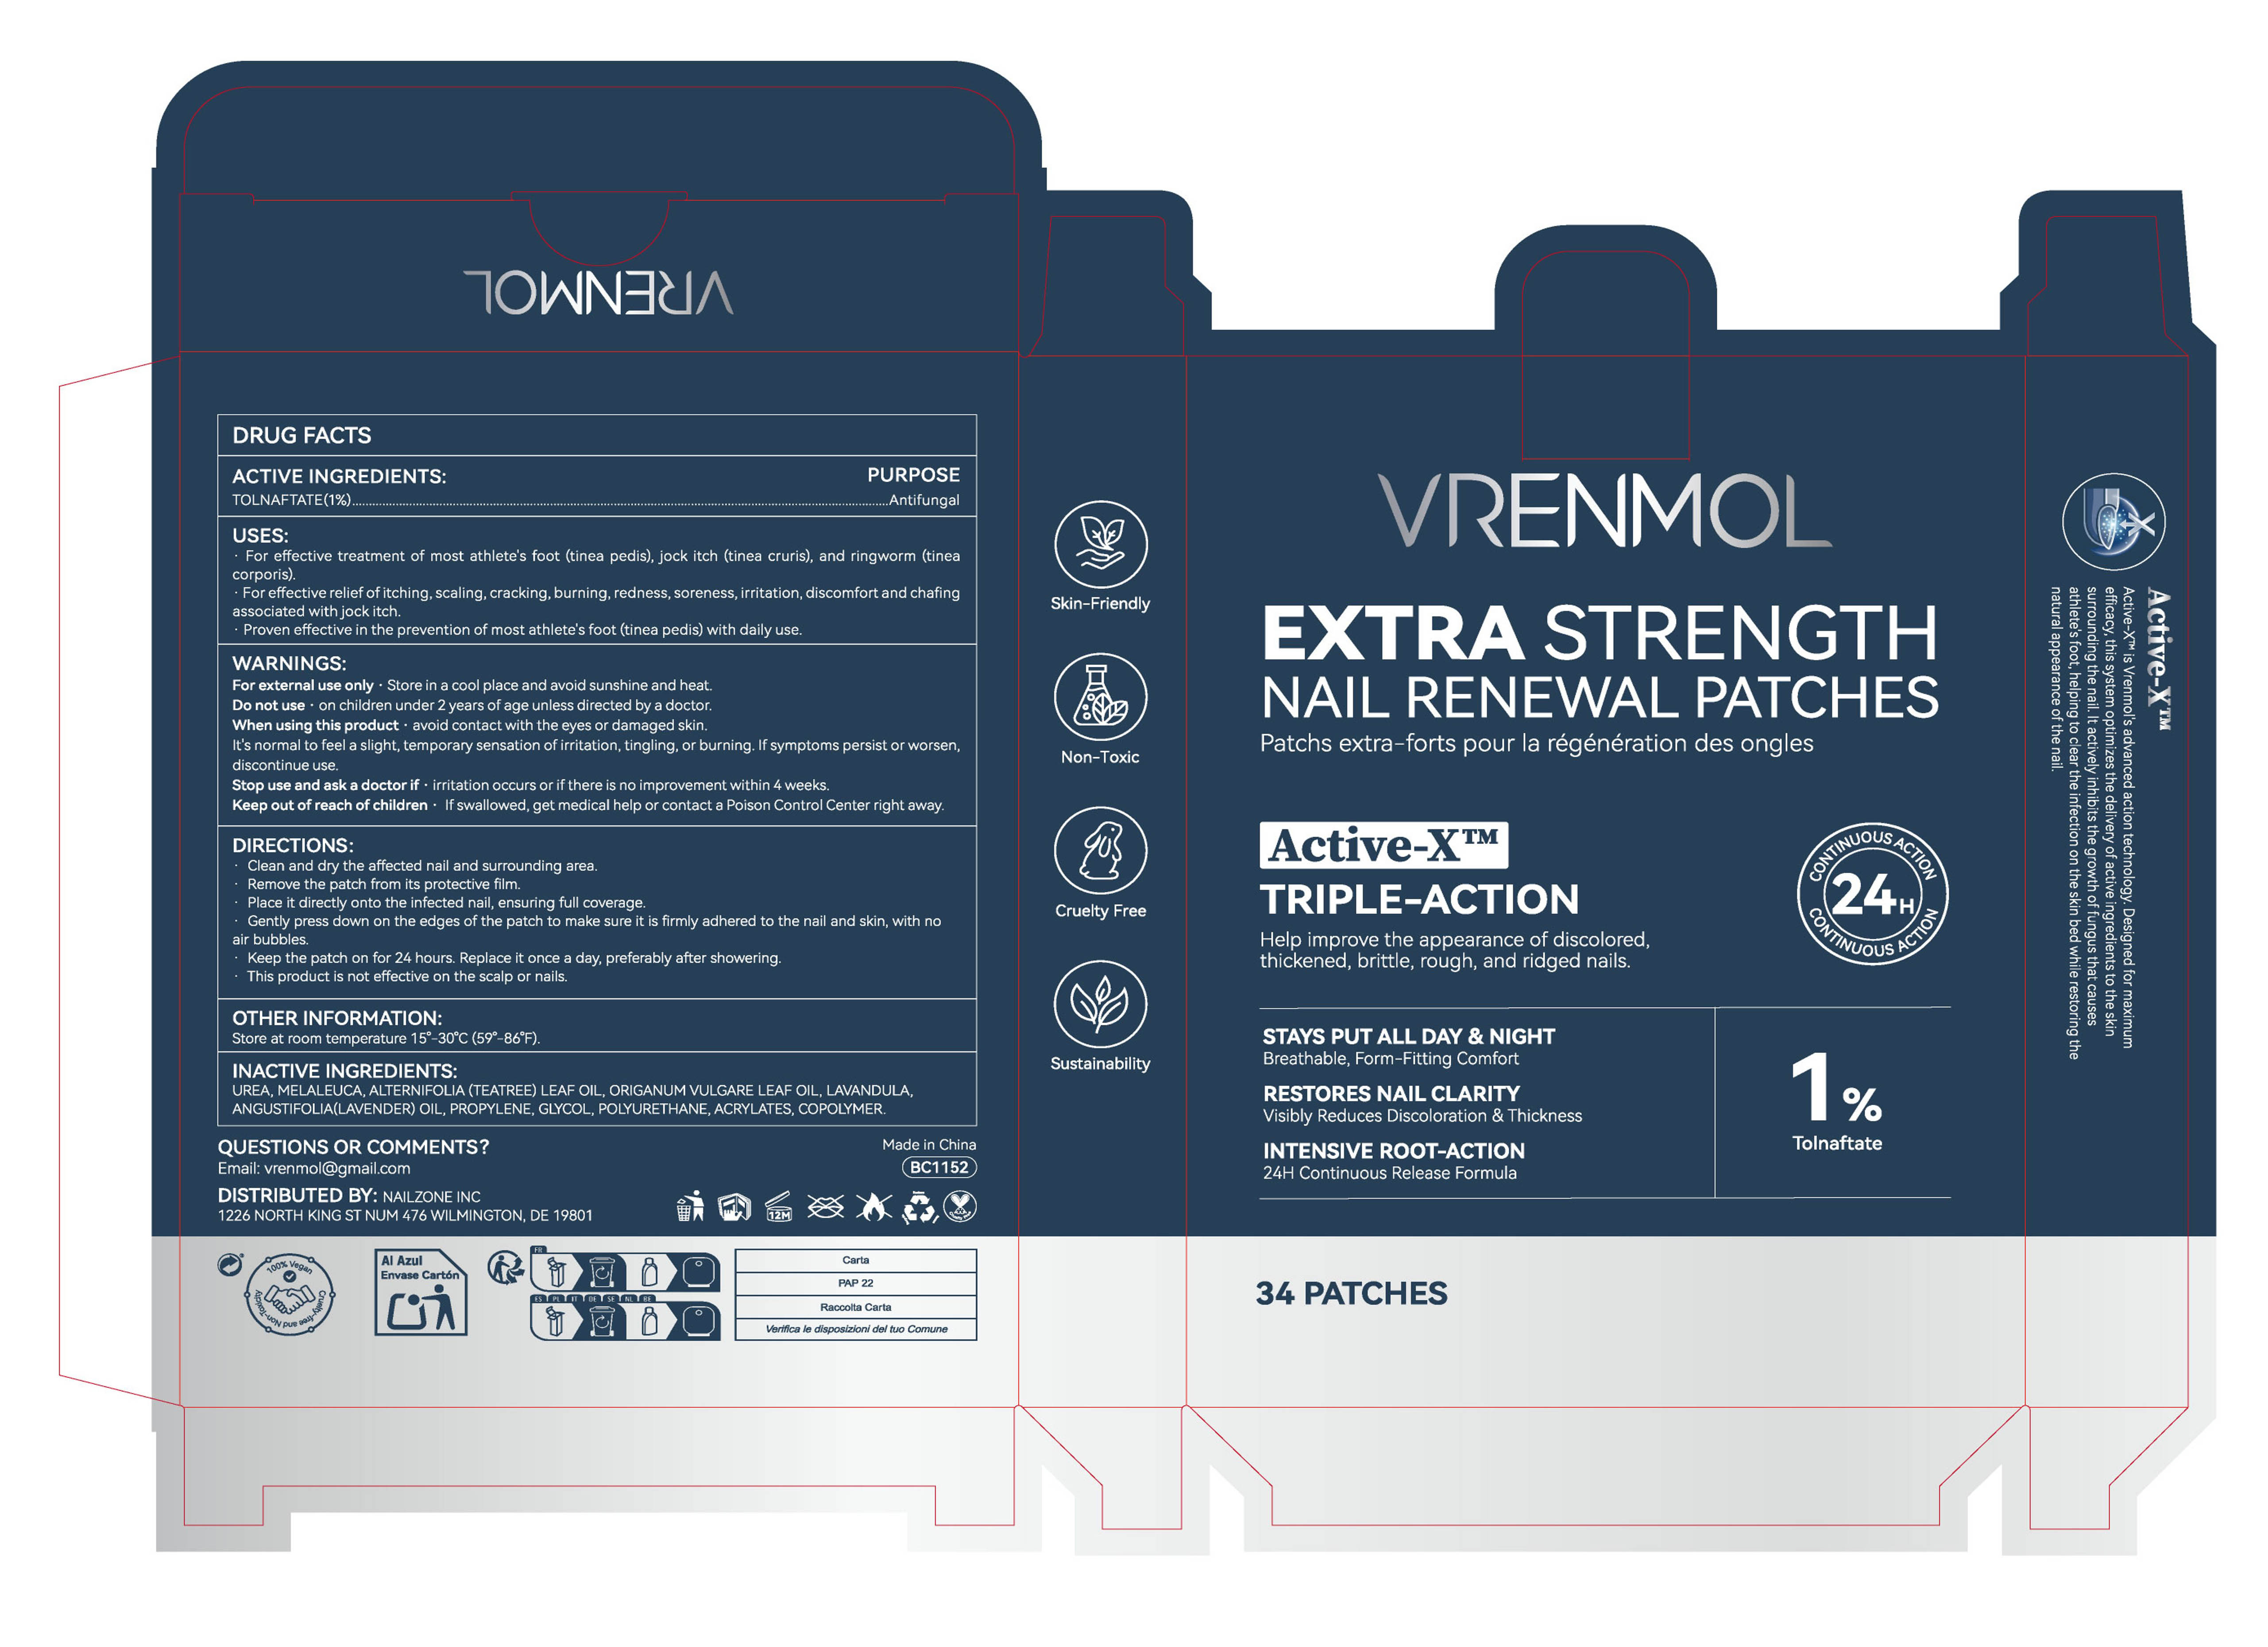 VRENMOL
DRUG FACTS
ACTIVE INGREDIENTS: PURPOSE
TOLNAFTATE(1%)........Antifungal
USES:
· For effective treatment of most athlete's foot (tinea pedis), jock itch (tinea cruris), and ringworm (tinea
corporis).
· For effective relief of itching, scaling, cracking, burning, redness, soreness, irritation, discomfort and chafing
associated with jock itch.
· Proven effective in the prevention of most athlete's foot (tinea pedis) with daily use.
WARNINGS:
For external use only · Store in a cool place and avoid sunshine and heat.
Do not use · on children under 2 years of age unless directed by a doctor.
When using this product · avoid contact with the eyes or damaged skin.
It's normal to feel a slight, temporary sensation of irritation, tingling, or burning. If symptoms persist or worsen,
discontinue use.
Stop use and ask a doctor if · irritation occurs or if there is no improvement within 4 weeks.
Keep out of reach of children · If swallowed, get medical help or contact a Poison Control Center right away.
DIRECTIONS:
· Clean and dry the affected nail and surrounding area.
· Remove the patch from its protective film.
· Place it directly onto the infected nail, ensuring full coverage.
· Gently press down on the edges of the patch to make sure it is firmly adhered to the nail and skin, with no
air bubbles.
· Keep the patch on for 24 hours. Replace it once a day, preferably after showering.
· This product is not effective on the scalp or nails.
OTHER INFORMATION:
Store at room temperature 15°-30°C (59°-86°F).
INACTIVE INGREDIENTS:
UREA, MELALEUCA, ALTERNIFOLIA (TEATREE) LEAF OIL, ORIGANUM VULGARE LEAF OIL, LAVANDULA,
ANGUSTIFOLIA(LAVENDER) OIL, PROPYLENE, GLYCOL, POLYURETHANE, ACRYLATES, COPOLYMER.
QUESTIONS OR COMMENTS?
Email: vrenmol@gmail.com
Made in China
BC1152
DISTRIBUTED BY: NAILZONE INC
1226 NORTH KING ST NUM 476 WILMINGTON, DE 19801
12M
100% Vegan
Cruelty-free and Non-Toxicity
Al Azul
Envase Cartón
FR
ES PL IT DE SE NL BE
Carta
PAP 22
Raccolta Carta
Verifica le disposizioni del tuo Comune
Skin-Friendly
Non-Toxic
Cruelty Free
Sustainability
VRENMOL
EXTRA STRENGTH
NAIL RENEWAL PATCHES
Patchs extra-forts pour la régénération des ongles
Active-X™
TRIPLE-ACTION
Help improve the appearance of discolored,
thickened, brittle, rough, and ridged nails.
CONTINUOUS ACTION
24H
CONTINUOUS ACTION
STAYS PUT ALL DAY & NIGHT
Breathable, Form-Fitting Comfort
RESTORES NAIL CLARITY
Visibly Reduces Discoloration & Thickness
INTENSIVE ROOT-ACTION
24H Continuous Release Formula
1%
Tolnaftate
34 PATCHES
X
Active-X™
Active-X™ is Vrenmol's advanced action technology. Designed for maximum
efficacy, this system optimizes the delivery of active ingredients to the skin
surrounding the nail. It actively inhibits the growth of fungus that causes
athlete's foot, helping to clear the infection on the skin bed while restoring the
natural appearance of the nail.